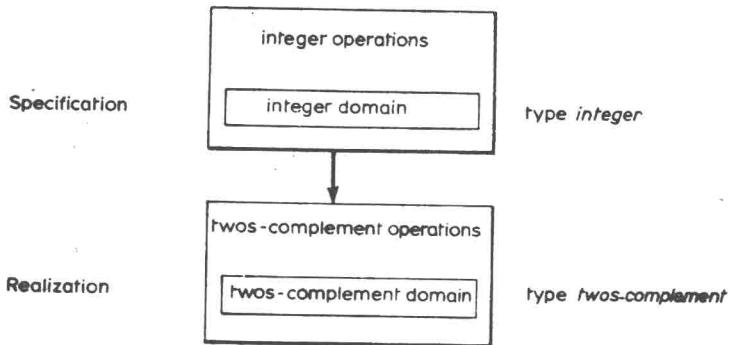 integer operations
Specification
integer domain
type integer
twos-complement operations
Realization
twos-complement domain
type twos-complement